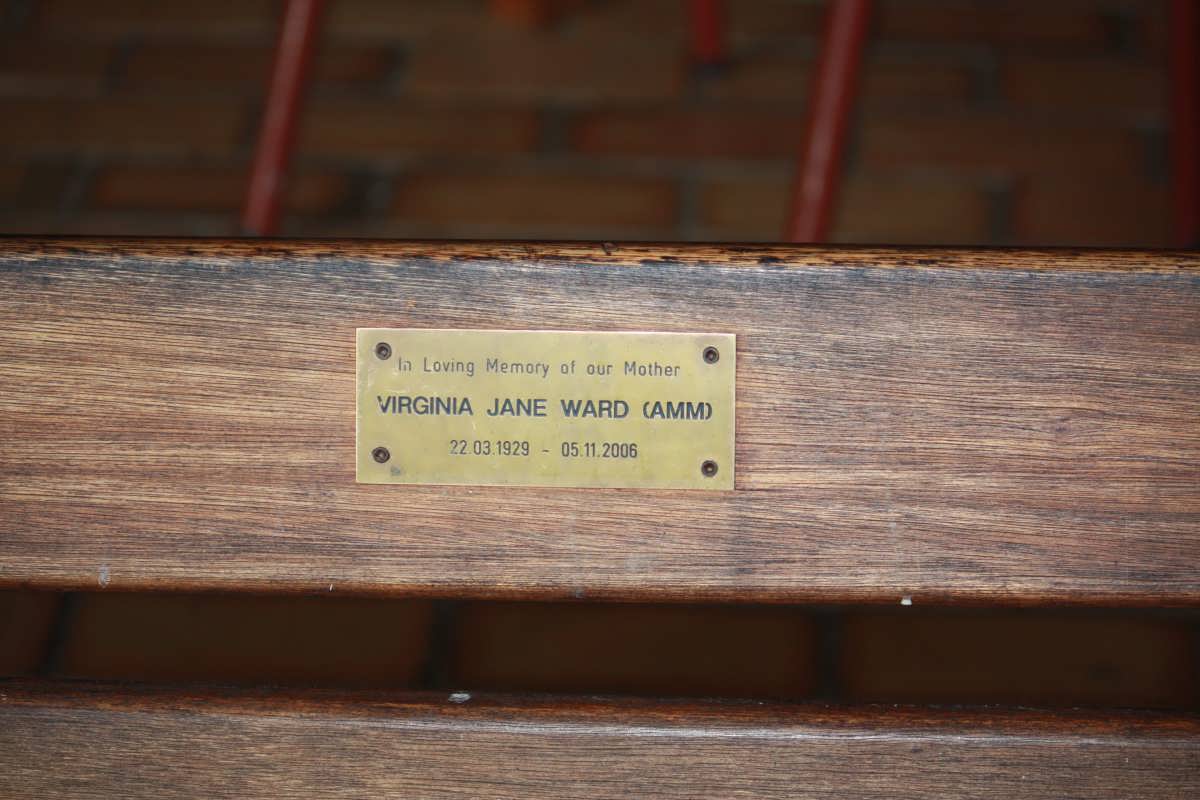 In Loving Memory of our Mother
VIRGINIA JANE WARD (AMM)
22.03.1929 - 05.11.2006